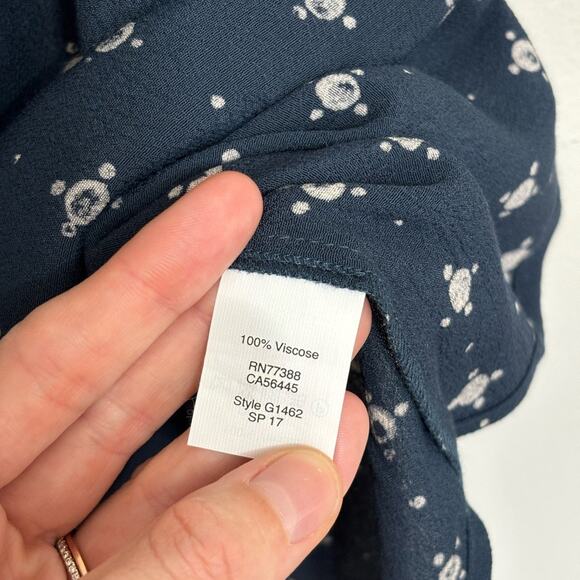 100% Viscose
RN77388
CA56445
Style G1462
SP 17